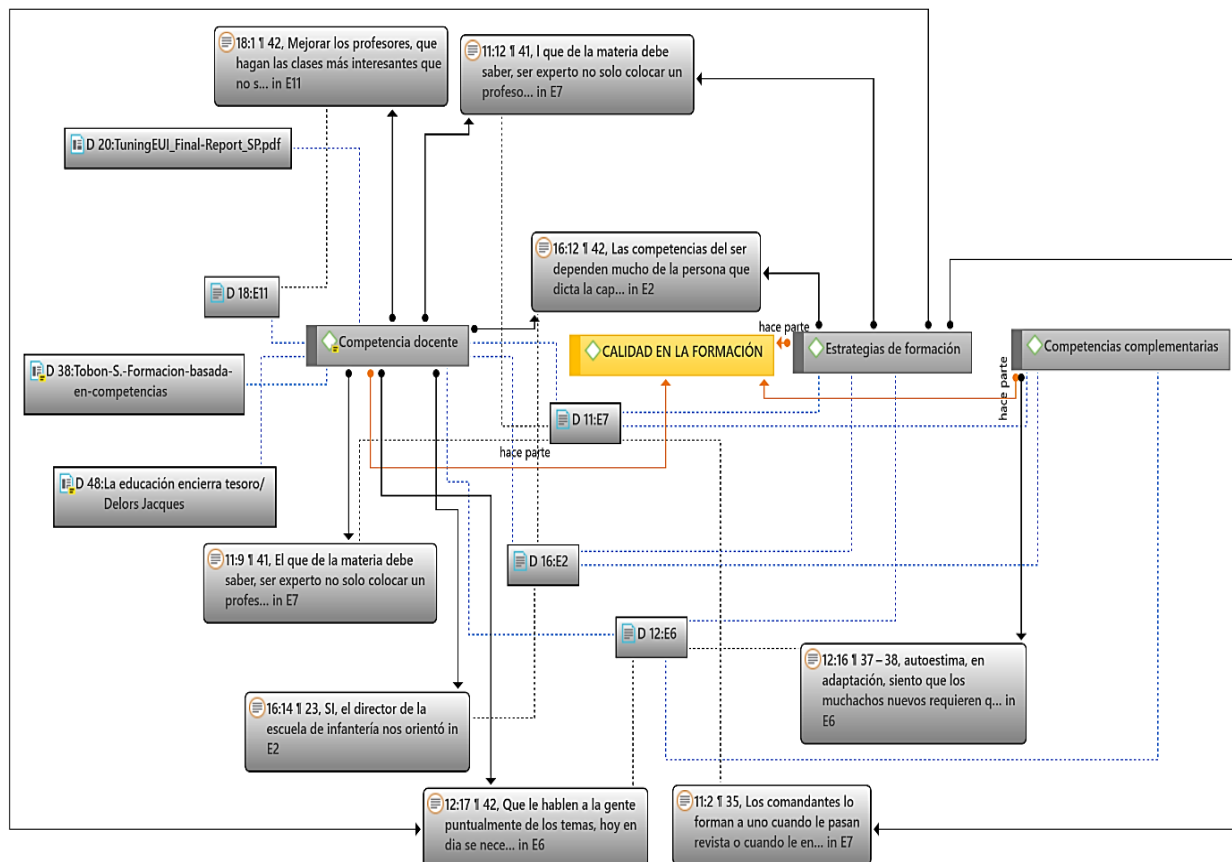 18:1 ¶ 42, Mejorar los profesores, que
hagan las clases más interesantes que
no s... in E11
11:12 ¶ 41, l que de la materia debe
saber, ser experto no solo colocar un
profeso... in E7
D 20:TuningEUI_Final-Report_SP.pdf
16:12 ¶ 42, Las competencias del ser
dependen mucho de la persona que
dicta la cap... in E2
D 18:E11
Competencia docente
CALIDAD EN LA FORMACIÓN
hace parte
Estrategias de formación
Competencias complementarias
hace parte
D 38:Tobon-S.-Formacion-basada-
en-competencias
D 11:E7
hace parte
D 48:La educación encierra tesoro/
Delors Jacques
11:9 ¶ 41, El que de la materia debe
saber, ser experto no solo colocar un
profes... in E7
D 16:E2
D 12:E6
12:16 ¶ 37 – 38, autoestima, en
adaptación, siento que los
muchachos nuevos requieren q... in
E6
16:14 ¶ 23, SI, el director de la
escuela de infantería nos orientó in
E2
12:17 ¶ 42, Que le hablen a la gente
puntualmente de los temas, hoy en
dia se nece... in E6
11:2 ¶ 35, Los comandantes lo
forman a uno cuando le pasan
revista o cuando le en... in E7